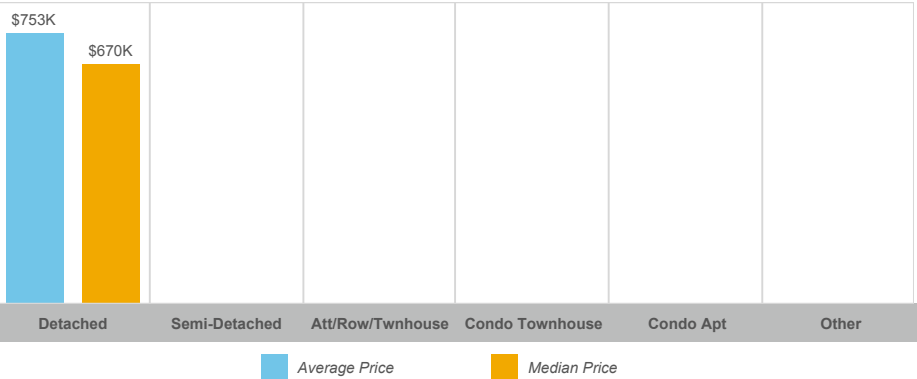 $753K
$670K
Detached Semi-Detached Att/Row/Twnhouse Condo Townhouse Condo Apt Other
Average Price Median Price